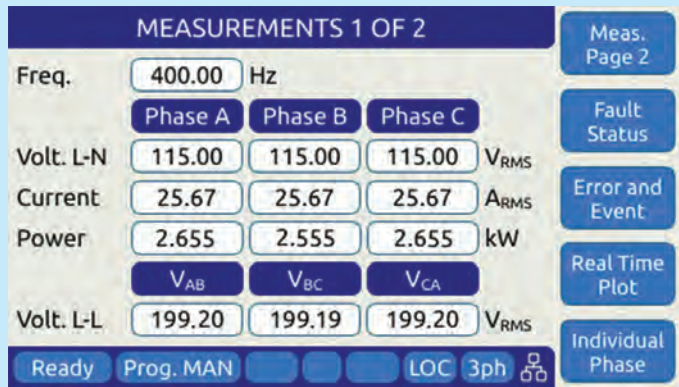 MEASUREMENTS 1 OF 2
Freq. 400.00 Hz
Phase A Phase B Phase C
Volt. L-N 115.00 115.00 115.00 VRMS
Current 25.67 25.67 25.67 ARMS
Power 2.655 2.555 2.655 kW
VAB VBC VCA
Volt. L-L 199.20 199.19 199.20 VRMS
Ready Prog. MAN LOC 3ph
Meas.
Page 2
Fault
Status
Error and
Event
Real Time
Plot
Individual
Phase